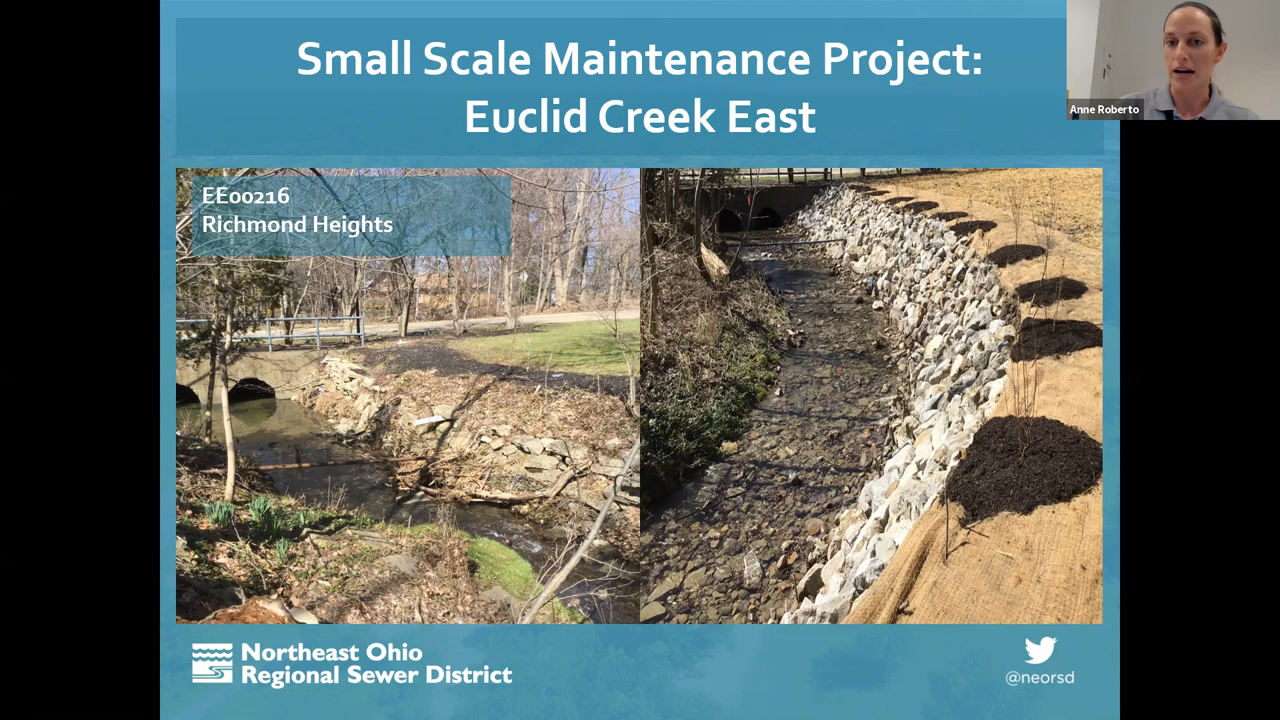 Small Scale Maintenance Project:
Euclid Creek East
Anne Roberto
EE00216
Richmond Heights
Northeast Ohio
Regional Sewer District
@neorsd